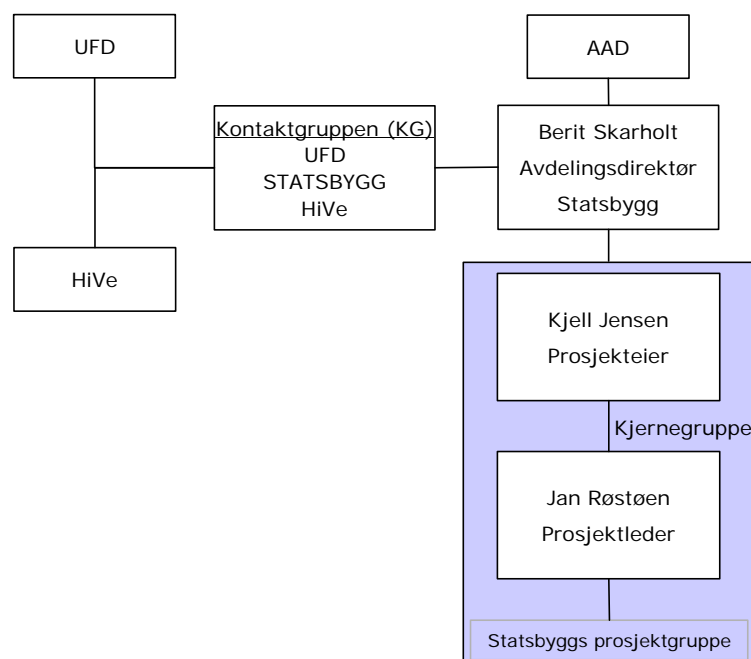 UFD
AAD
Kontaktgruppen (KG)
UFD
STATSBYGG
HiVe
Berit Skarholt
Avdelingsdirektør
Statsbygg
HiVe
Kjell Jensen
Prosjekteier
Kjernegruppe
Jan Røstøen
Prosjektleder
Statsbyggs prosjektgruppe